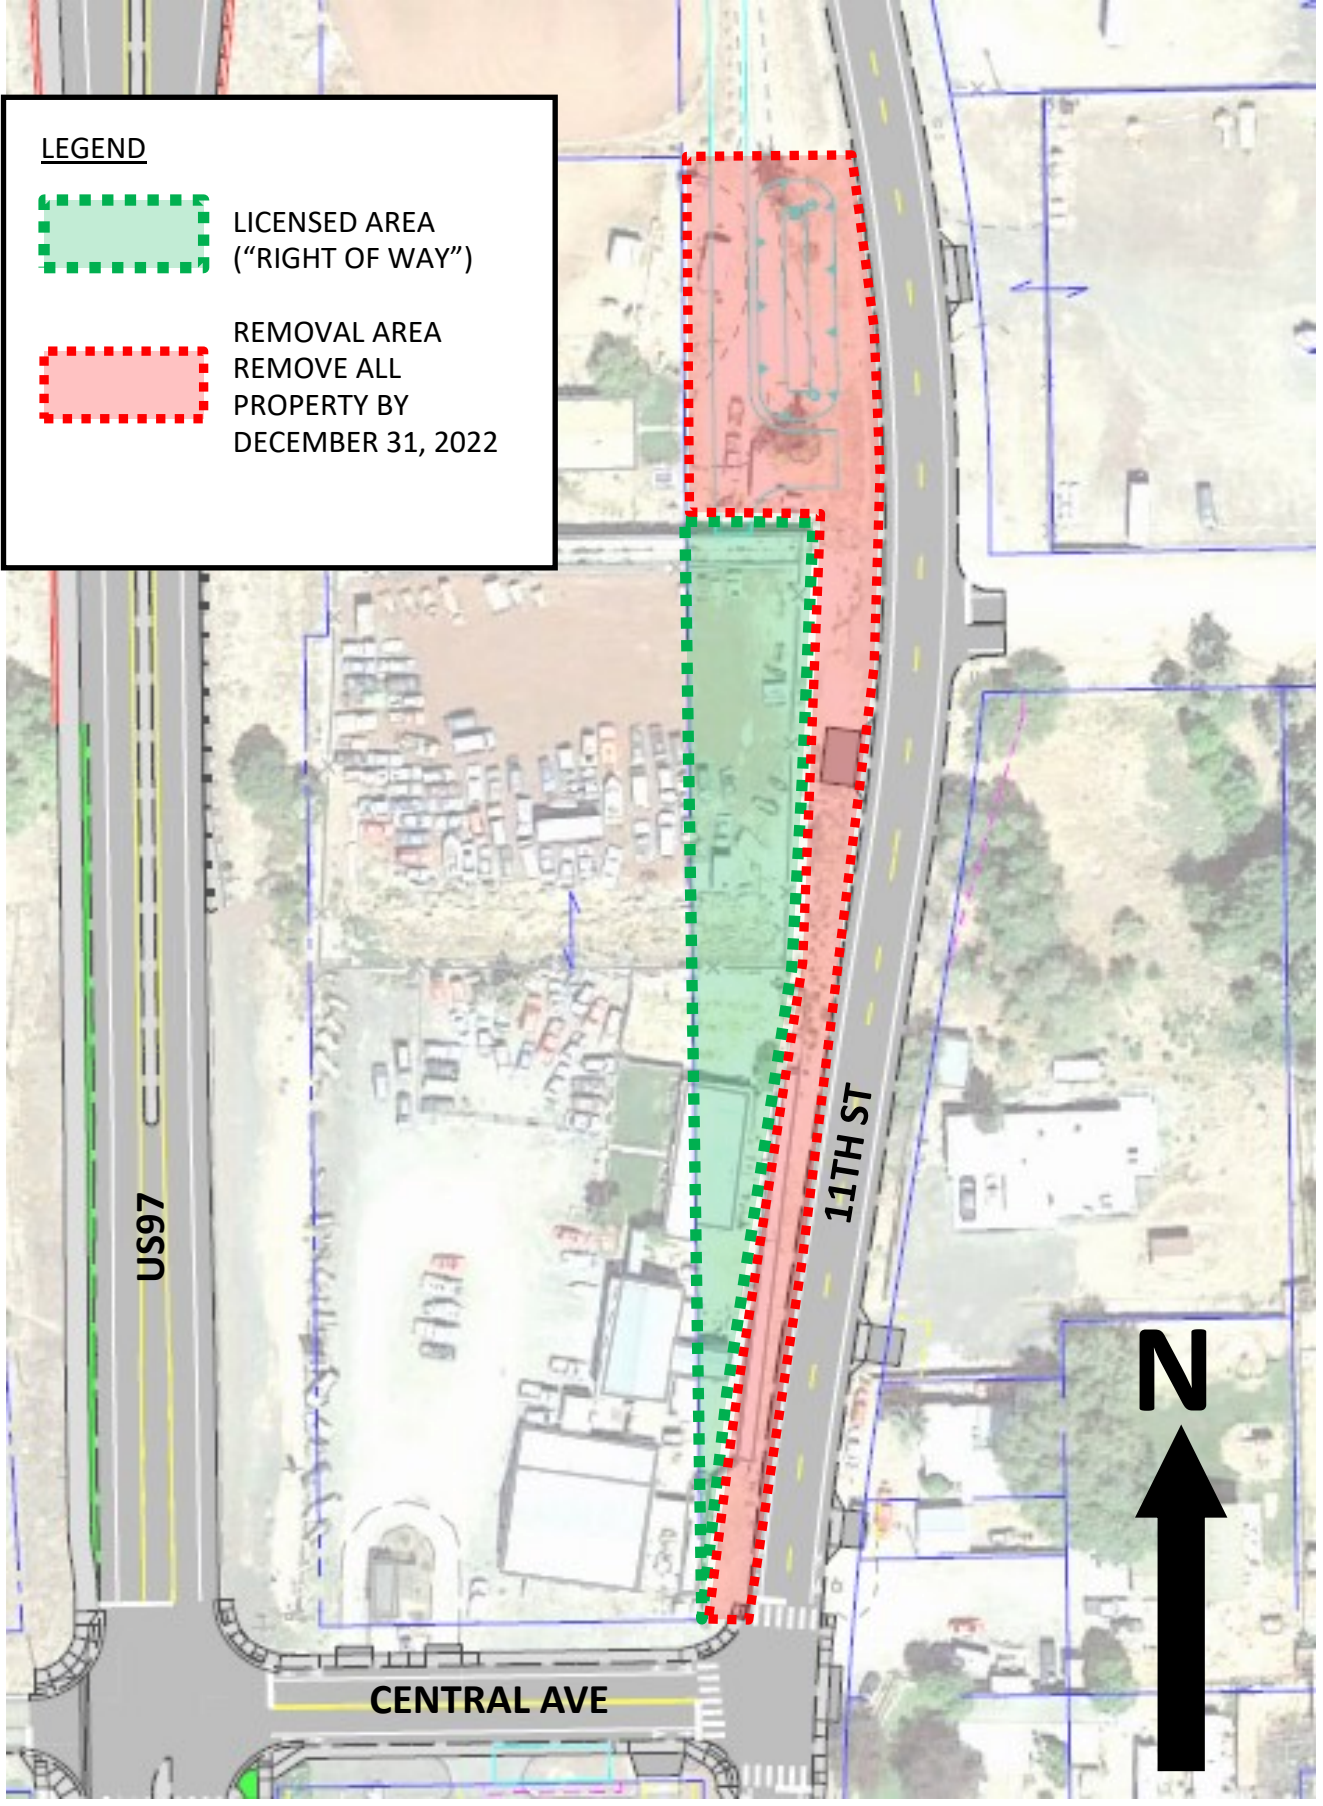 LEGEND
LICENSED AREA
(“RIGHT OF WAY”)
REMOVAL AREA
REMOVE ALL
PROPERTY BY
DECEMBER 31, 2022
11TH ST
US97
N
CENTRAL AVE